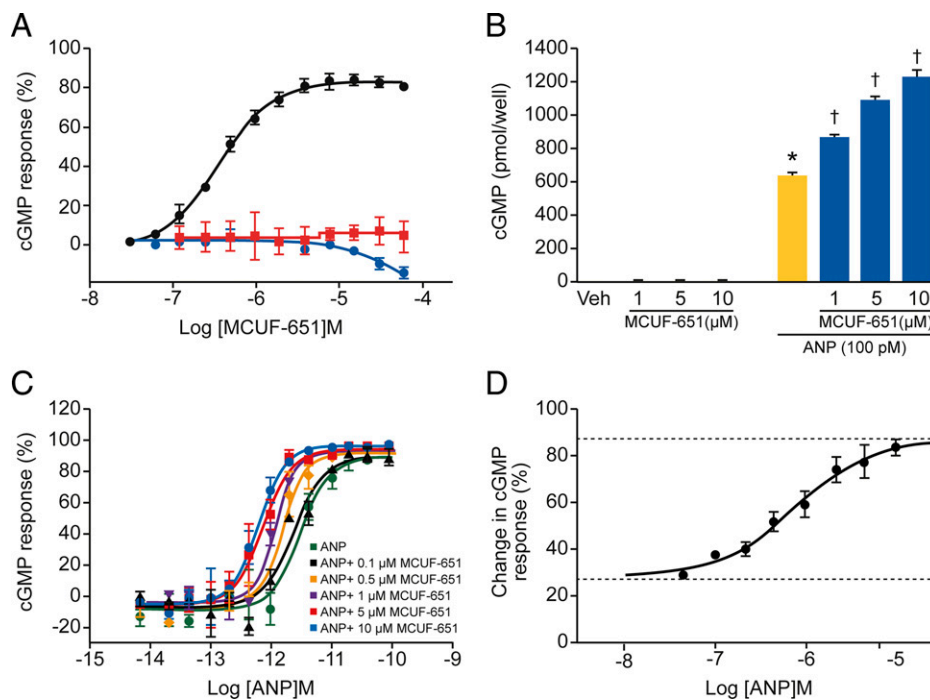 A
cGMP response (%)
100
80
60
40
20
0
-8
-7
-6
-5
-4
Log [MCUF-651]M
B
cGMP (pmol/well)
1400
1200
1000
800
600
400
200
0
* † † †
Veh 1 5 10 1 5 10
MCUF-651(μM) MCUF-651(μM)
ANP (100 pM)
C
cGMP response (%)
120
100
80
60
40
20
0
-20
ANP
ANP+ 0.1 μM MCUF-651
ANP+ 0.5 μM MCUF-651
ANP+ 1 μM MCUF-651
ANP+ 5 μM MCUF-651
ANP+ 10 μM MCUF-651
-15 -14 -13 -12 -11 -10 -9
Log [ANP]M
D
Change in cGMP
response (%)
100
80
60
40
20
0
-8 -7 -6 -5
Log [ANP]M